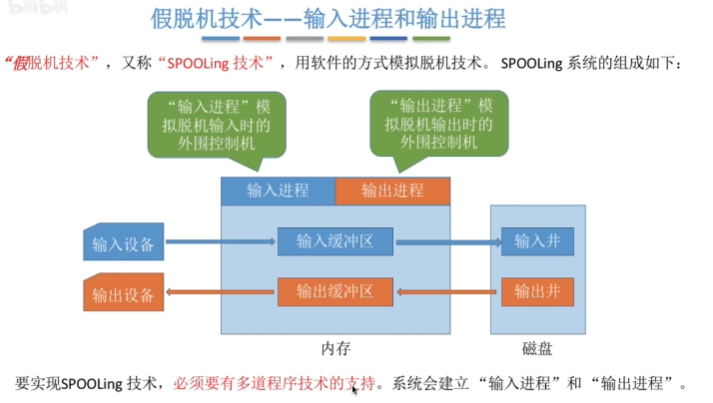 假脱机技术——输入进程和输出进程
“假脱机技术”，又称“SPOOLing 技术”，用软件的方式模拟脱机技术。SPOOLing 系统的组成如下：
“输入进程”模
拟脱机输入时的
外围控制机
“输出进程”模
拟脱机输出时的
外围控制机
输入进程
输出进程
输入设备
输入缓冲区
输入井
输出设备
输出缓冲区
输出井
内存
磁盘
要实现SPOOLing 技术，必须要有多道程序技术的支持。系统会建立 “输入进程”和 “输出进程”。